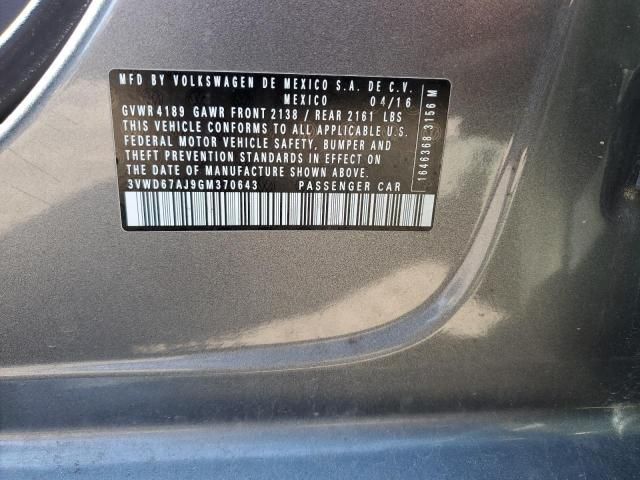 MFD BY VOLKSWAGEN DE MEXICO S.A. DE C.V.
MEXICO 04/16
GVWR 4189 GAWR FRONT 2138 / REAR 2161 LBS
THIS VEHICLE CONFORMS TO ALL APPLICABLE U.S.
FEDERAL MOTOR VEHICLE SAFETY, BUMPER AND
THEFT PREVENTION STANDARDS IN EFFECT ON
THE DATE OF MANUFACTURE SHOWN ABOVE.
3VWD67AJ9GM370643 PASSENGER CAR
1646368 3156 M